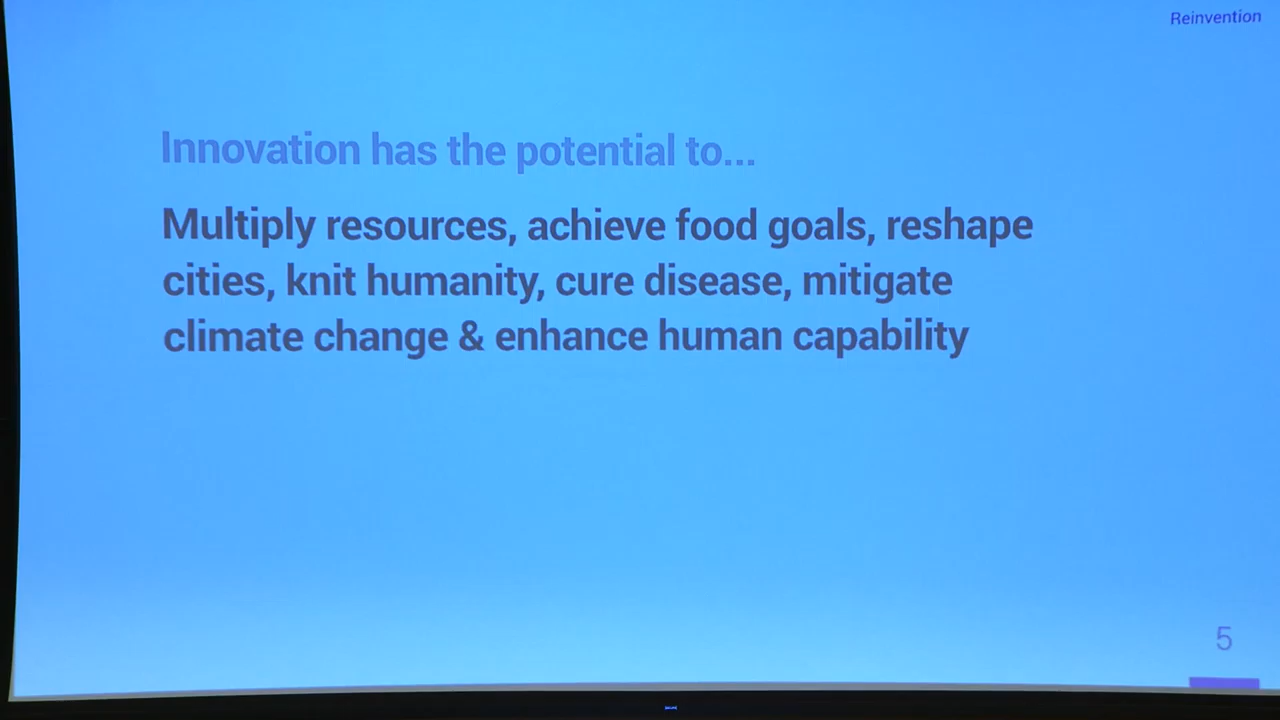 Reinvention
Innovation has the potential to...
Multiply resources, achieve food goals, reshape
cities, knit humanity, cure disease, mitigate
climate change & enhance human capability
5